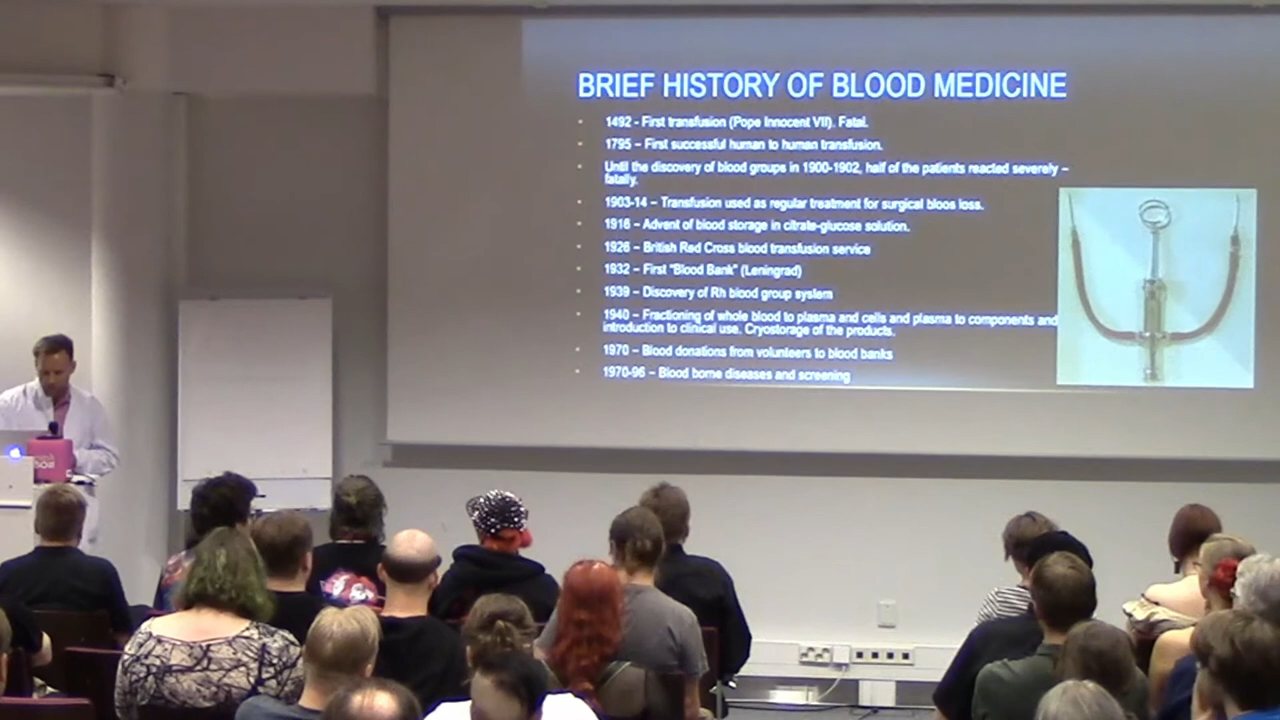 BRIEF HISTORY OF BLOOD MEDICINE
1492 - First transfusion (Pope Innocent VII). Fatal.
1795 – First successful human to human transfusion.
Until the discovery of blood groups in 1900-1902, half of the patients reacted severely –
fatally.
1903-14 – Transfusion used as regular treatment for surgical bloos loss.
1916 – Advent of blood storage in citrate-glucose solution.
1926 – British Red Cross blood transfusion service
1932 – First "Blood Bank" (Leningrad)
1939 – Discovery of Rh blood group system
1940 – Fractioning of whole blood to plasma and cells and plasma to components and
introduction to clinical use. Cryostorage of the products.
1970 – Blood donations from volunteers to blood banks
1970-96 – Blood borne diseases and screening